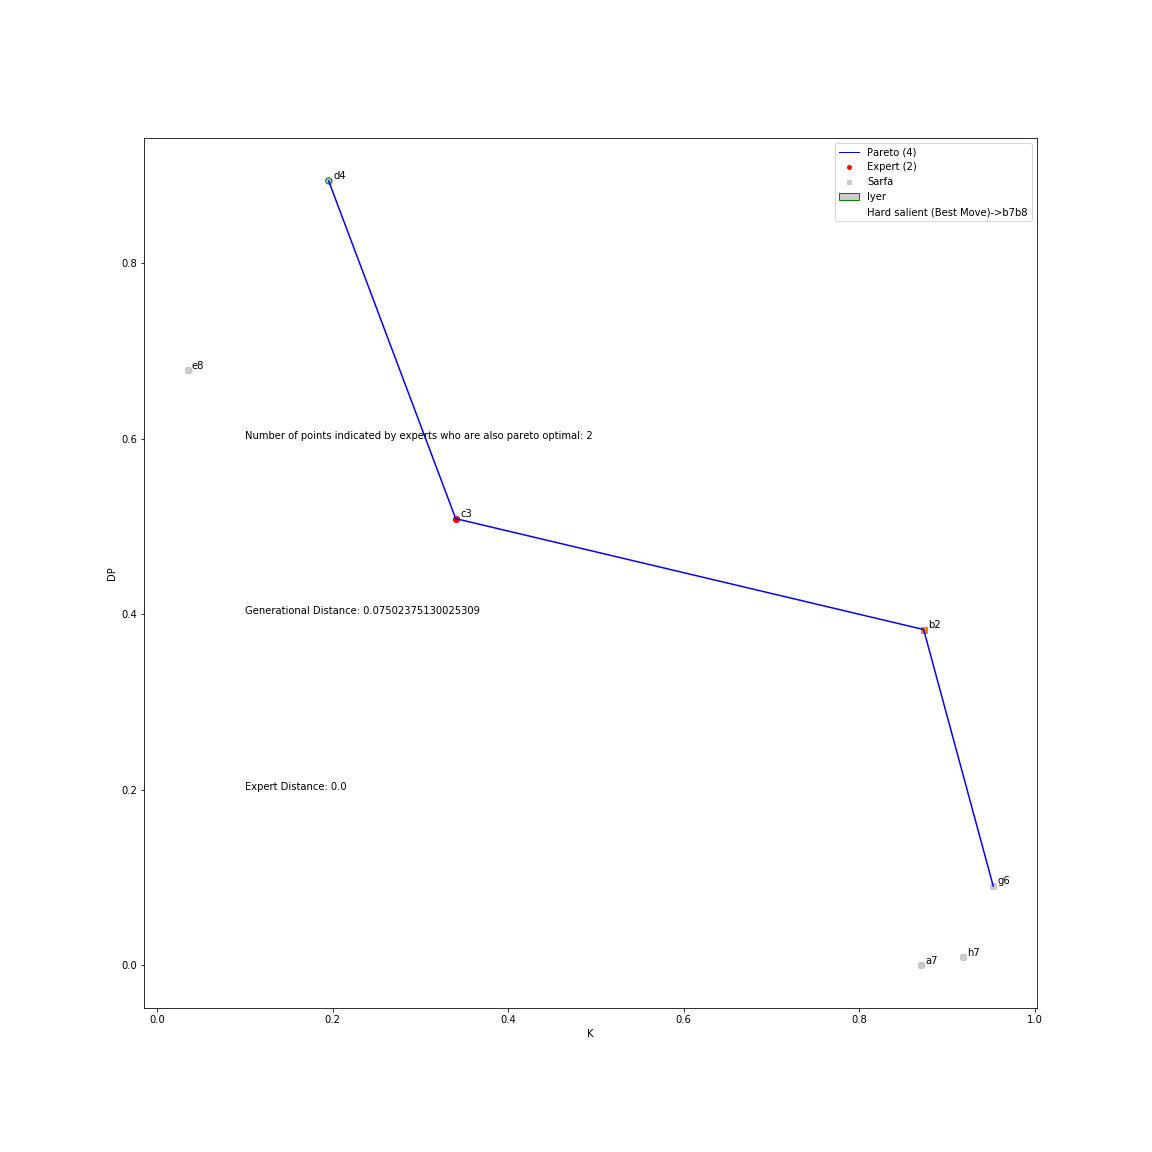 Pareto (4)
Expert (2)
Sarfa
Iyer
Hard salient (Best Move)->b7b8
d4
e8
Number of points indicated by experts who are also pareto optimal: 2
c3
Generational Distance: 0.07502375130025309
b2
Expert Distance: 0.0
g6
h7
a7
DP
0.8
0.6
0.4
0.2
0.0
0.0 0.2 0.4 0.6 0.8 1.0
K